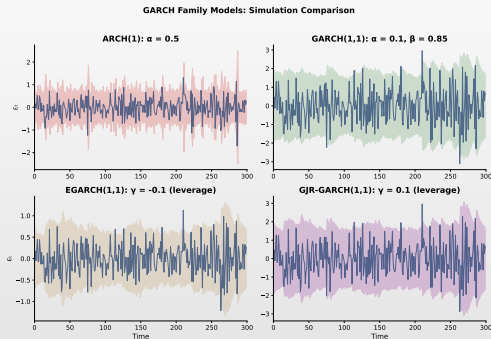 GARCH Family Models: Simulation Comparison
ARCH(1): α = 0.5
GARCH(1,1): α = 0.1, β = 0.85
εₜ
2
1
0
−1
−2
3
2
1
0
−1
−2
−3
0 50 100 150 200 250 300
0 50 100 150 200 250 300
EGARCH(1,1): γ = -0.1 (leverage)
GJR-GARCH(1,1): γ = 0.1 (leverage)
εₜ
1.0
0.5
0.0
−0.5
−1.0
3
2
1
0
−1
−2
−3
0 50 100 150 200 250 300
0 50 100 150 200 250 300
Time
Time